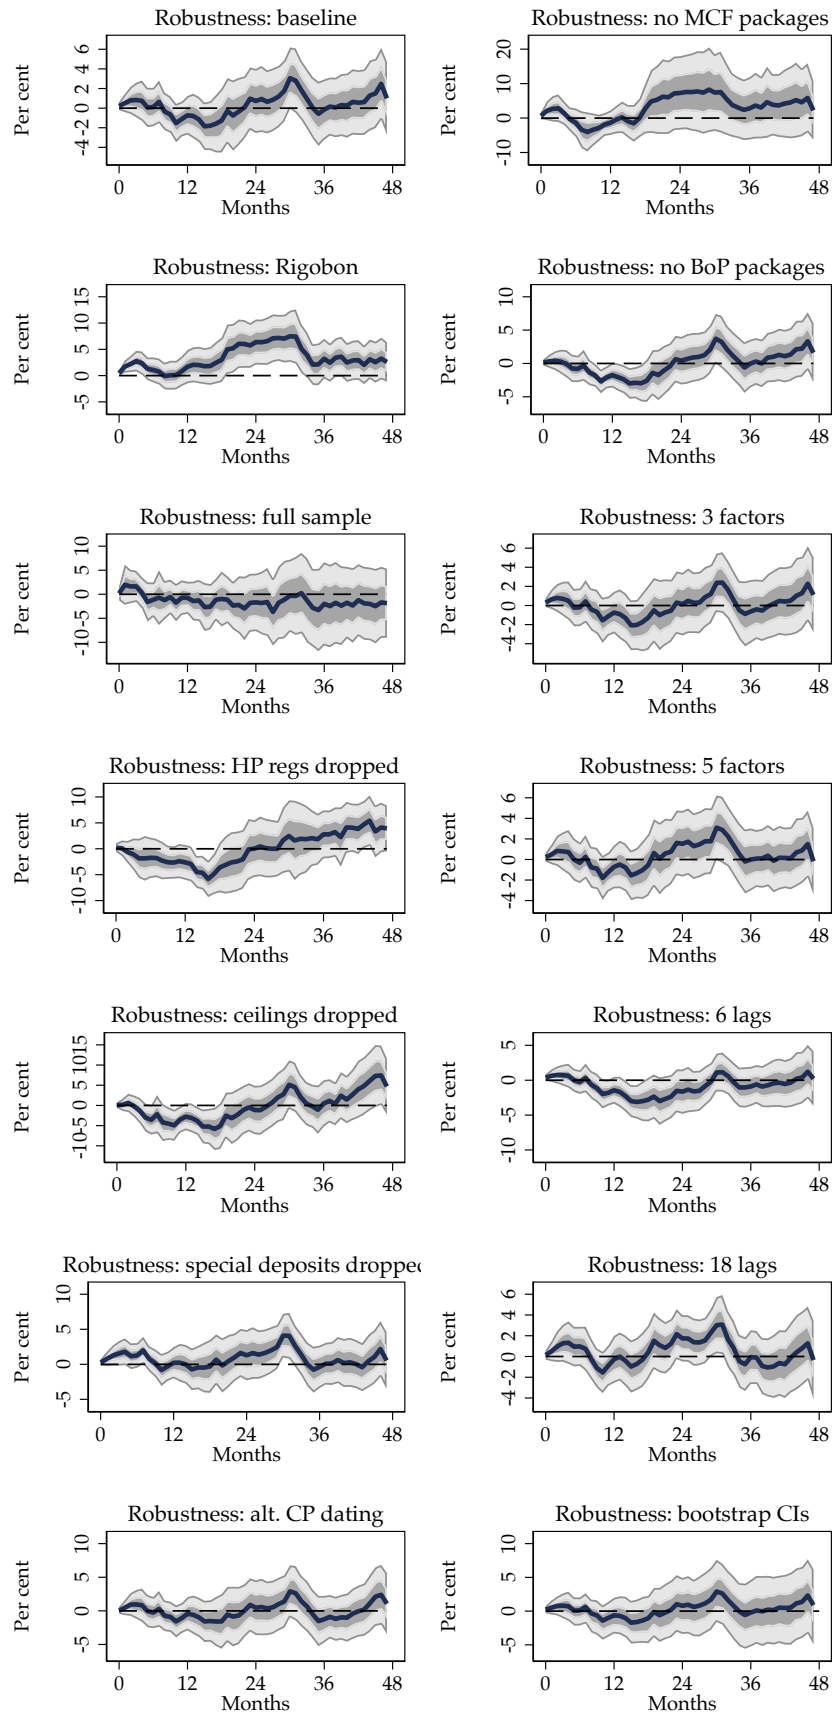 Robustness: baseline
Per cent
-4 -2 0 2 4 6
0 12 24 36 48
Months
Robustness: no MCF packages
Per cent
-10 0 10 20
0 12 24 36 48
Months
Robustness: Rigobon
Per cent
-5 0 5 10 15
0 12 24 36 48
Months
Robustness: no BoP packages
Per cent
-5 0 5 10
0 12 24 36 48
Months
Robustness: full sample
Per cent
-10 -5 0 5 10
0 12 24 36 48
Months
Robustness: 3 factors
Per cent
-4 -2 0 2 4 6
0 12 24 36 48
Months
Robustness: HP regs dropped
Per cent
-10 -5 0 5 10
0 12 24 36 48
Months
Robustness: 5 factors
Per cent
-4 -2 0 2 4 6
0 12 24 36 48
Months
Robustness: ceilings dropped
Per cent
-10 -5 0 5 10 15
0 12 24 36 48
Months
Robustness: 6 lags
Per cent
-10 -5 0 5
0 12 24 36 48
Months
Robustness: special deposits dropped
Per cent
-5 0 5 10
0 12 24 36 48
Months
Robustness: 18 lags
Per cent
-4 -2 0 2 4 6
0 12 24 36 48
Months
Robustness: alt. CP dating
Per cent
-5 0 5 10
0 12 24 36 48
Months
Robustness: bootstrap CIs
Per cent
-5 0 5 10
0 12 24 36 48
Months